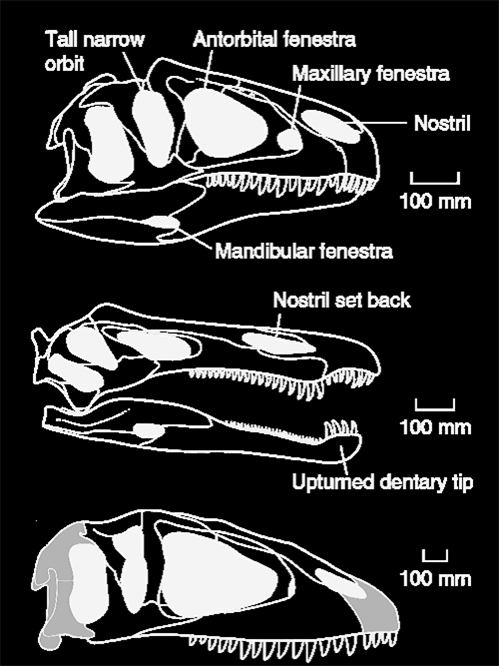 Tall narrow
orbit
Antorbital fenestra
Maxillary fenestra
Nostril
100 mm
Mandibular fenestra
Nostril set back
100 mm
Upturned dentary tip
100 mm